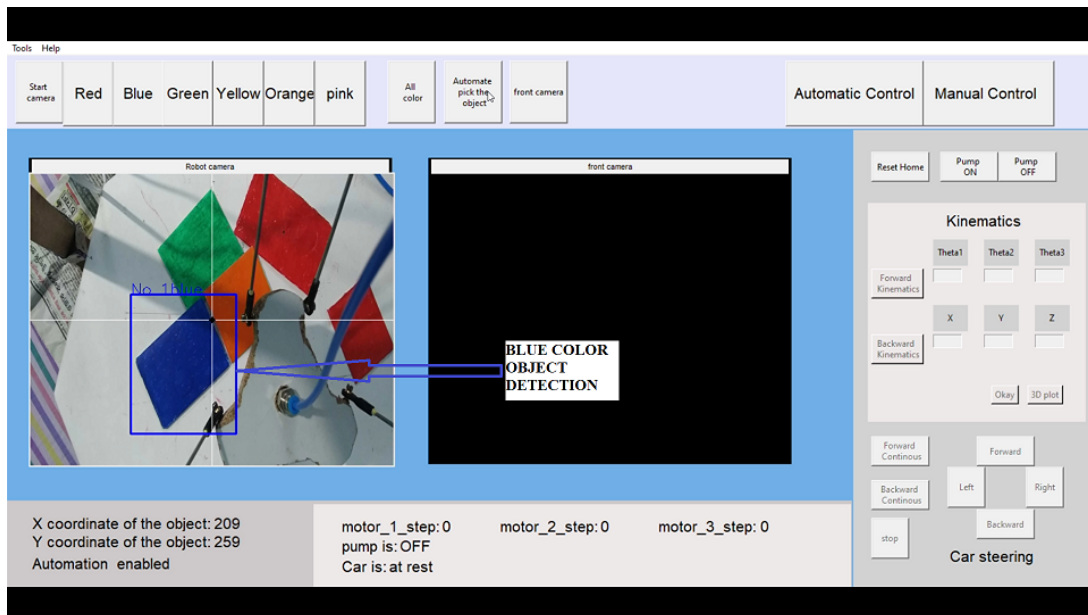 Tools Help
Start camera
Red Blue Green Yellow Orange pink
All color
Automate pick the object
front camera
Automatic Control Manual Control
Robot camera
front camera
Reset Home
Pump ON
Pump OFF
Kinematics
Theta1 Theta2 Theta3
Forward Kinematics
X Y Z
Backward Kinematics
Okay 3D plot
No. 1blue
BLUE COLOR
OBJECT
DETECTION
Forward Continous
Forward
Backward Continous
Left Right
Backward
stop
Car steering
X coordinate of the object: 209
Y coordinate of the object: 259
Automation enabled
motor_1_step: 0 motor_2_step: 0 motor_3_step: 0
pump is: OFF
Car is: at rest